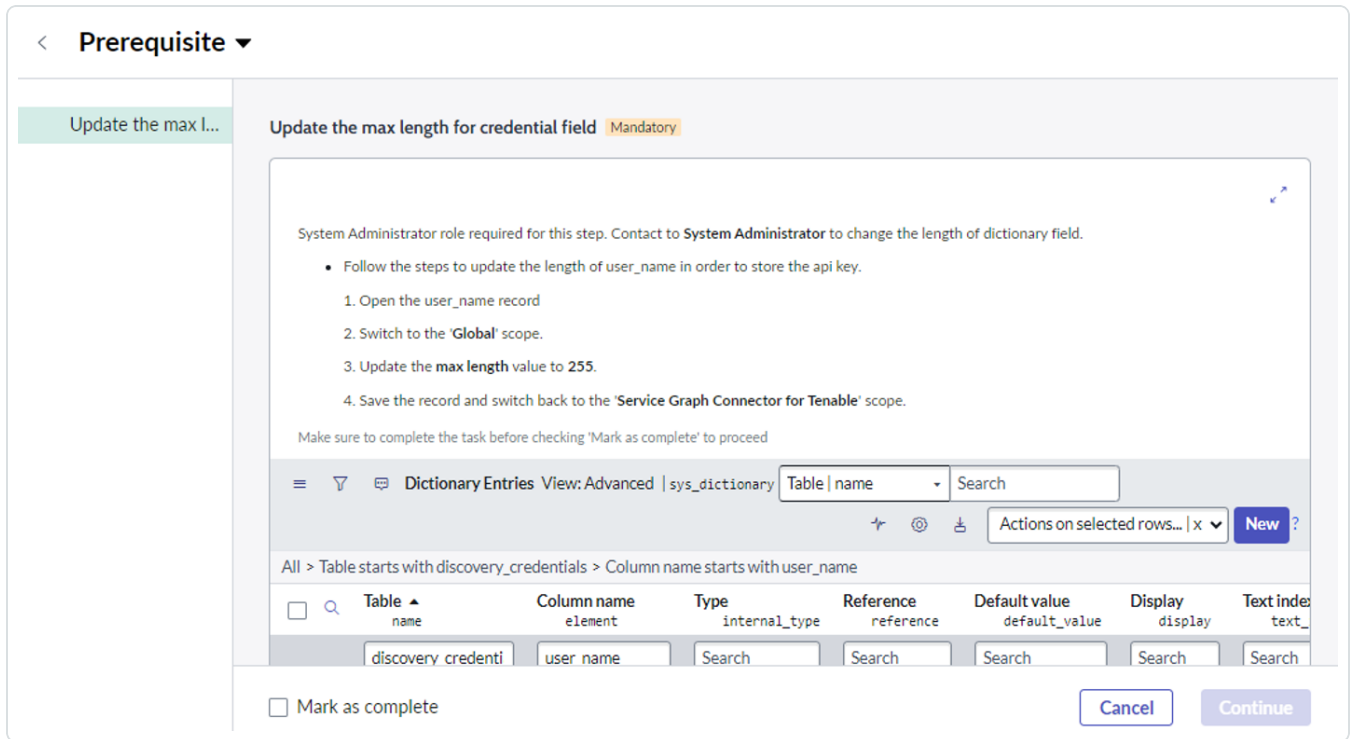 Prerequisite
Update the max l...
Update the max length for credential field Mandatory
System Administrator role required for this step. Contact to System Administrator to change the length of dictionary field.
• Follow the steps to update the length of user_name in order to store the api key.
1. Open the user_name record
2. Switch to the 'Global' scope.
3. Update the max length value to 255.
4. Save the record and switch back to the 'Service Graph Connector for Tenable' scope.
Make sure to complete the task before checking 'Mark as complete' to proceed
Dictionary Entries View: Advanced | sys_dictionary Table | name Search
Actions on selected rows... | x New ?
All > Table starts with discovery_credentials > Column name starts with user_name
Table Column name Type Reference Default value Display Text index
name element internal_type reference default_value display text_
discovery_credenti user_name Search Search Search Search Search
Mark as complete Cancel Continue